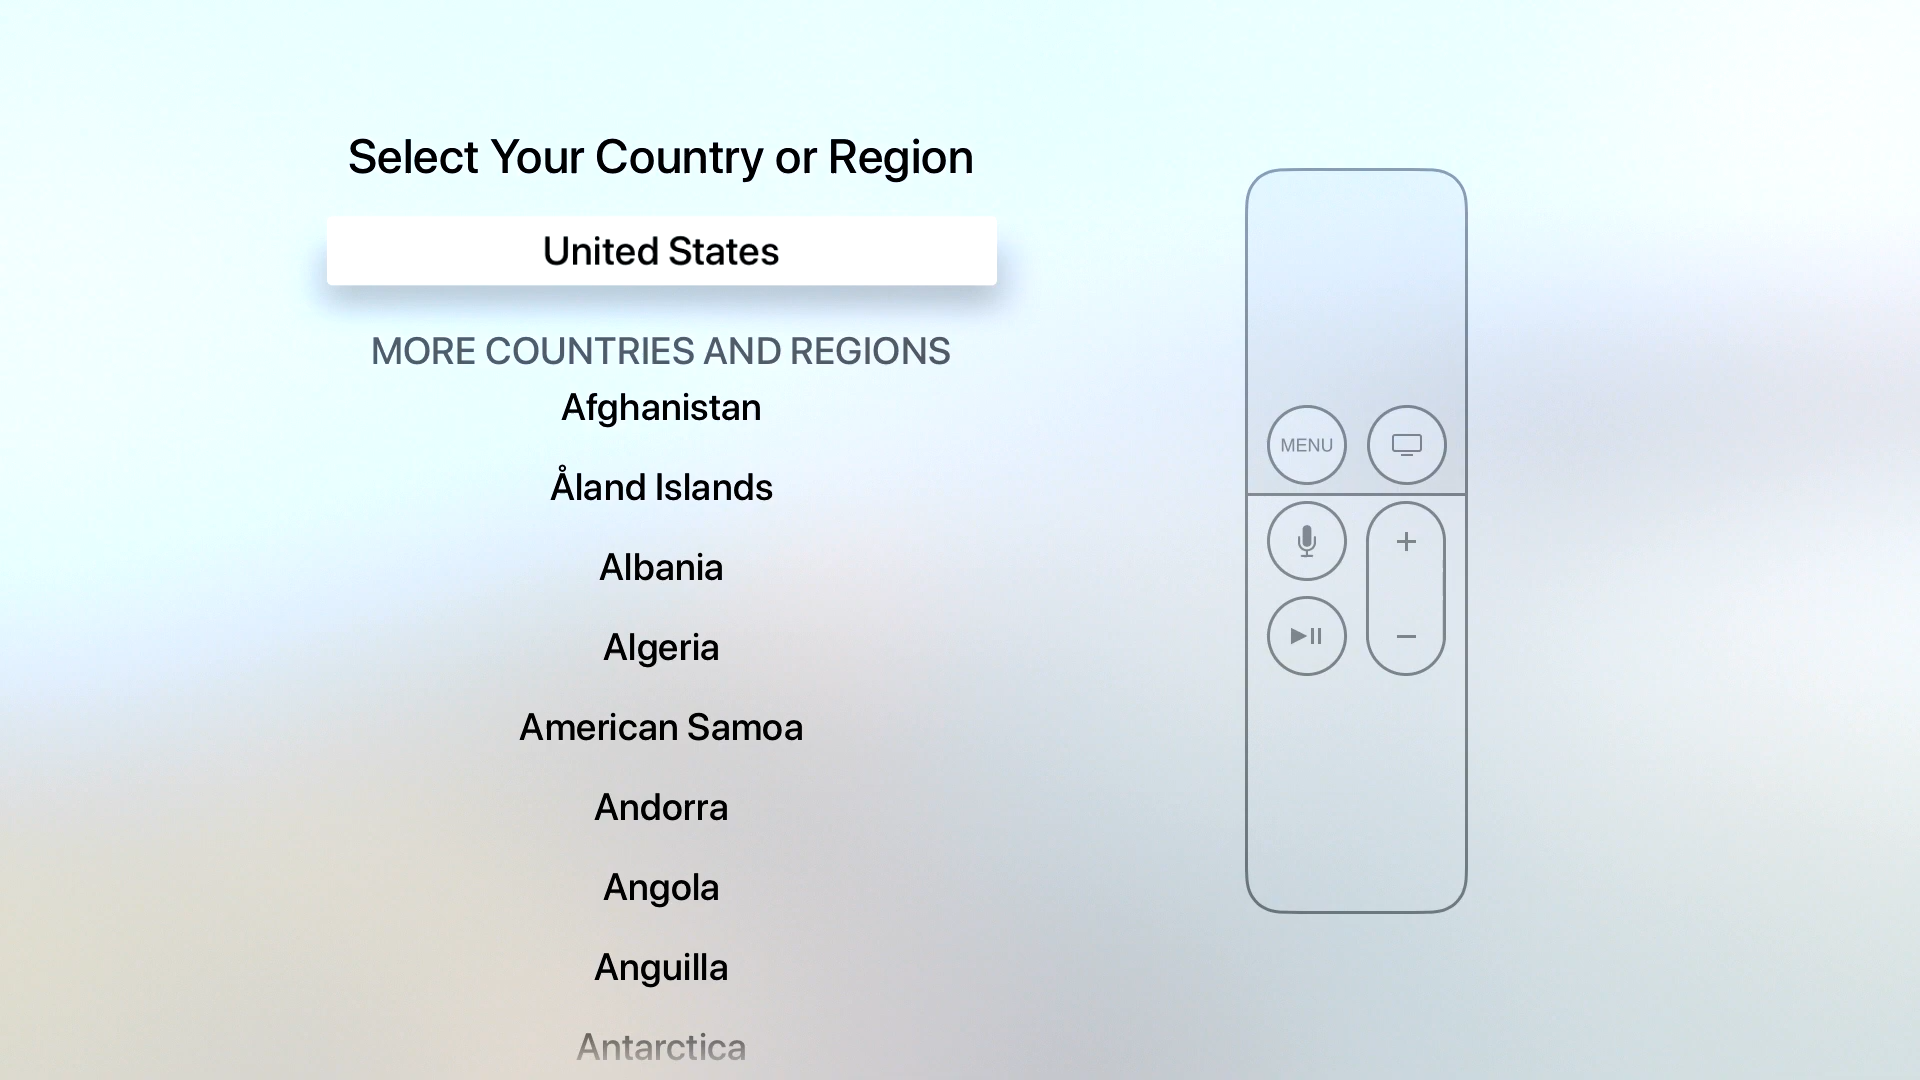 Select Your Country or Region
United States
MORE COUNTRIES AND REGIONS
Afghanistan
Åland Islands
Albania
Algeria
American Samoa
Andorra
Angola
Anguilla
Antarctica
MENU
+
−